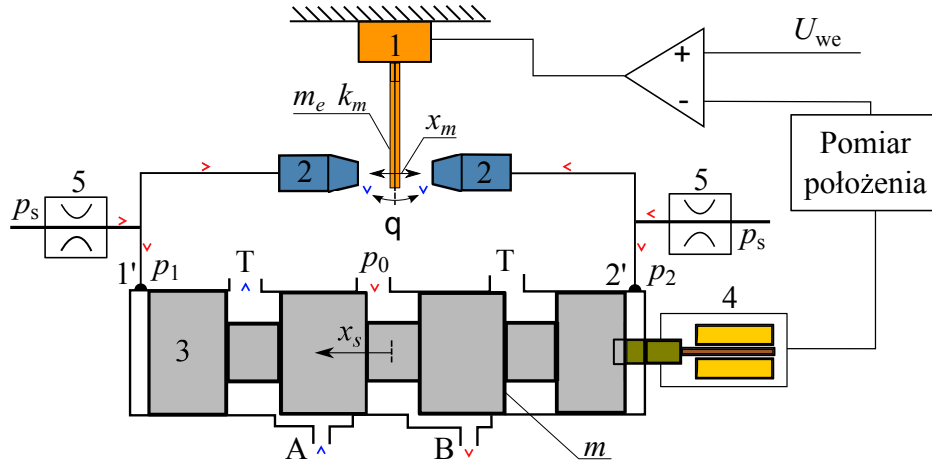 1
U_we
+
-
m_e k_m
x_m
Pomiar
położenia
2
2
5
5
p_s
p_s
q
1'
p_1
T
p_0
T
2'
p_2
4
3
x_s
A
B
m